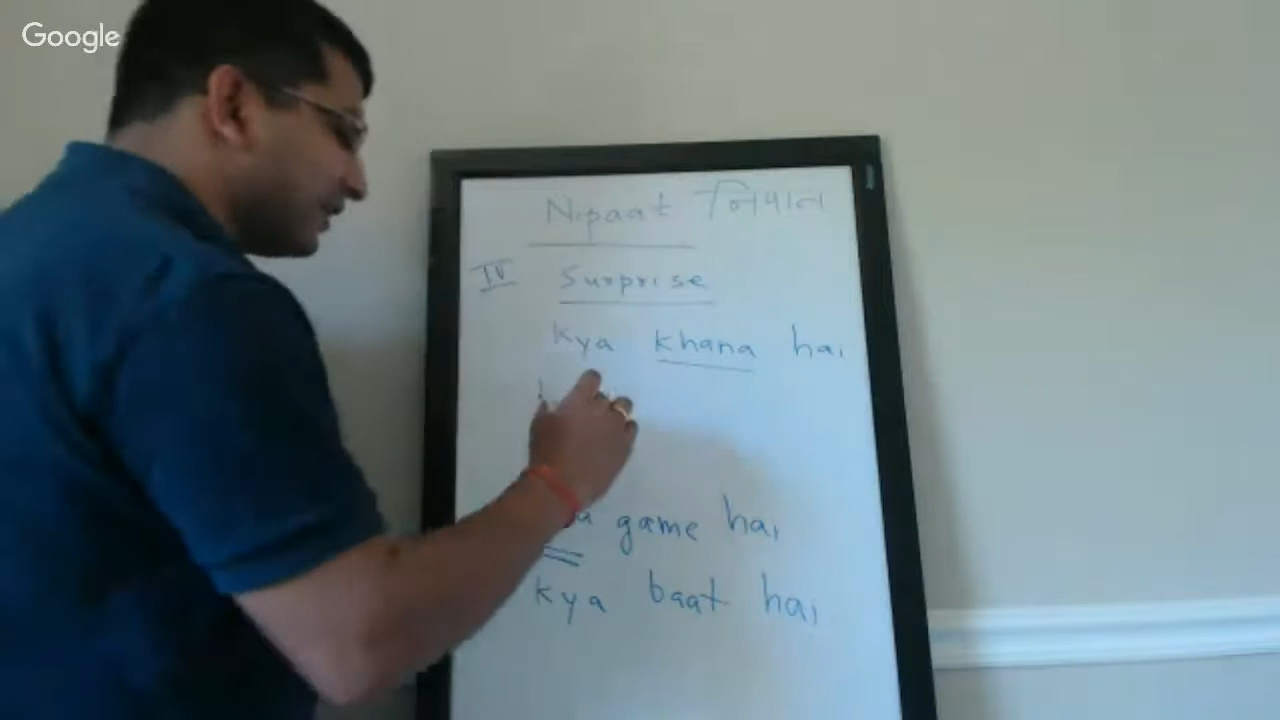 Google
Nipaat निपात
IV Surprise
Kya khana hai
game hai
kya baat hai